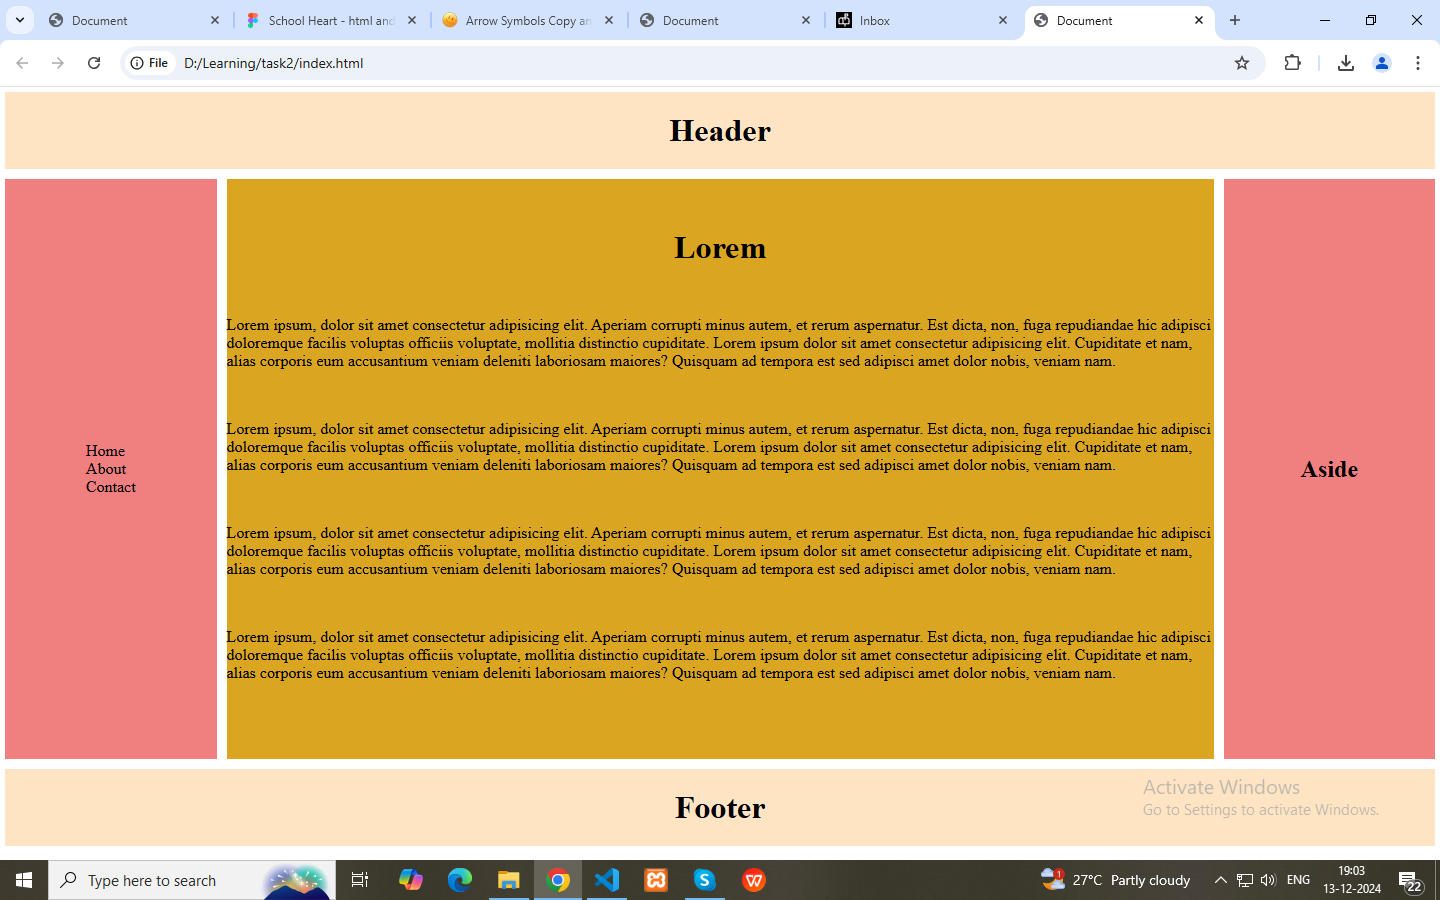 Document
School Heart - html and
Arrow Symbols Copy an
Document
Inbox
Document
File
D:/Learning/task2/index.html
Header
Lorem
Lorem ipsum, dolor sit amet consectetur adipisicing elit. Aperiam corrupti minus autem, et rerum aspernatur. Est dicta, non, fuga repudiandae hic adipisci
doloremque facilis voluptas officiis voluptate, mollitia distinctio cupiditate. Lorem ipsum dolor sit amet consectetur adipisicing elit. Cupiditate et nam,
alias corporis eum accusantium veniam deleniti laboriosam maiores? Quisquam ad tempora est sed adipisci amet dolor nobis, veniam nam.
Lorem ipsum, dolor sit amet consectetur adipisicing elit. Aperiam corrupti minus autem, et rerum aspernatur. Est dicta, non, fuga repudiandae hic adipisci
doloremque facilis voluptas officiis voluptate, mollitia distinctio cupiditate. Lorem ipsum dolor sit amet consectetur adipisicing elit. Cupiditate et nam,
alias corporis eum accusantium veniam deleniti laboriosam maiores? Quisquam ad tempora est sed adipisci amet dolor nobis, veniam nam.
Home
About
Contact
Aside
Lorem ipsum, dolor sit amet consectetur adipisicing elit. Aperiam corrupti minus autem, et rerum aspernatur. Est dicta, non, fuga repudiandae hic adipisci
doloremque facilis voluptas officiis voluptate, mollitia distinctio cupiditate. Lorem ipsum dolor sit amet consectetur adipisicing elit. Cupiditate et nam,
alias corporis eum accusantium veniam deleniti laboriosam maiores? Quisquam ad tempora est sed adipisci amet dolor nobis, veniam nam.
Lorem ipsum, dolor sit amet consectetur adipisicing elit. Aperiam corrupti minus autem, et rerum aspernatur. Est dicta, non, fuga repudiandae hic adipisci
doloremque facilis voluptas officiis voluptate, mollitia distinctio cupiditate. Lorem ipsum dolor sit amet consectetur adipisicing elit. Cupiditate et nam,
alias corporis eum accusantium veniam deleniti laboriosam maiores? Quisquam ad tempora est sed adipisci amet dolor nobis, veniam nam.
Footer
Activate Windows
Go to Settings to activate Windows.
Type here to search
1
27°C Partly cloudy
ENG
19:03
13-12-2024
22